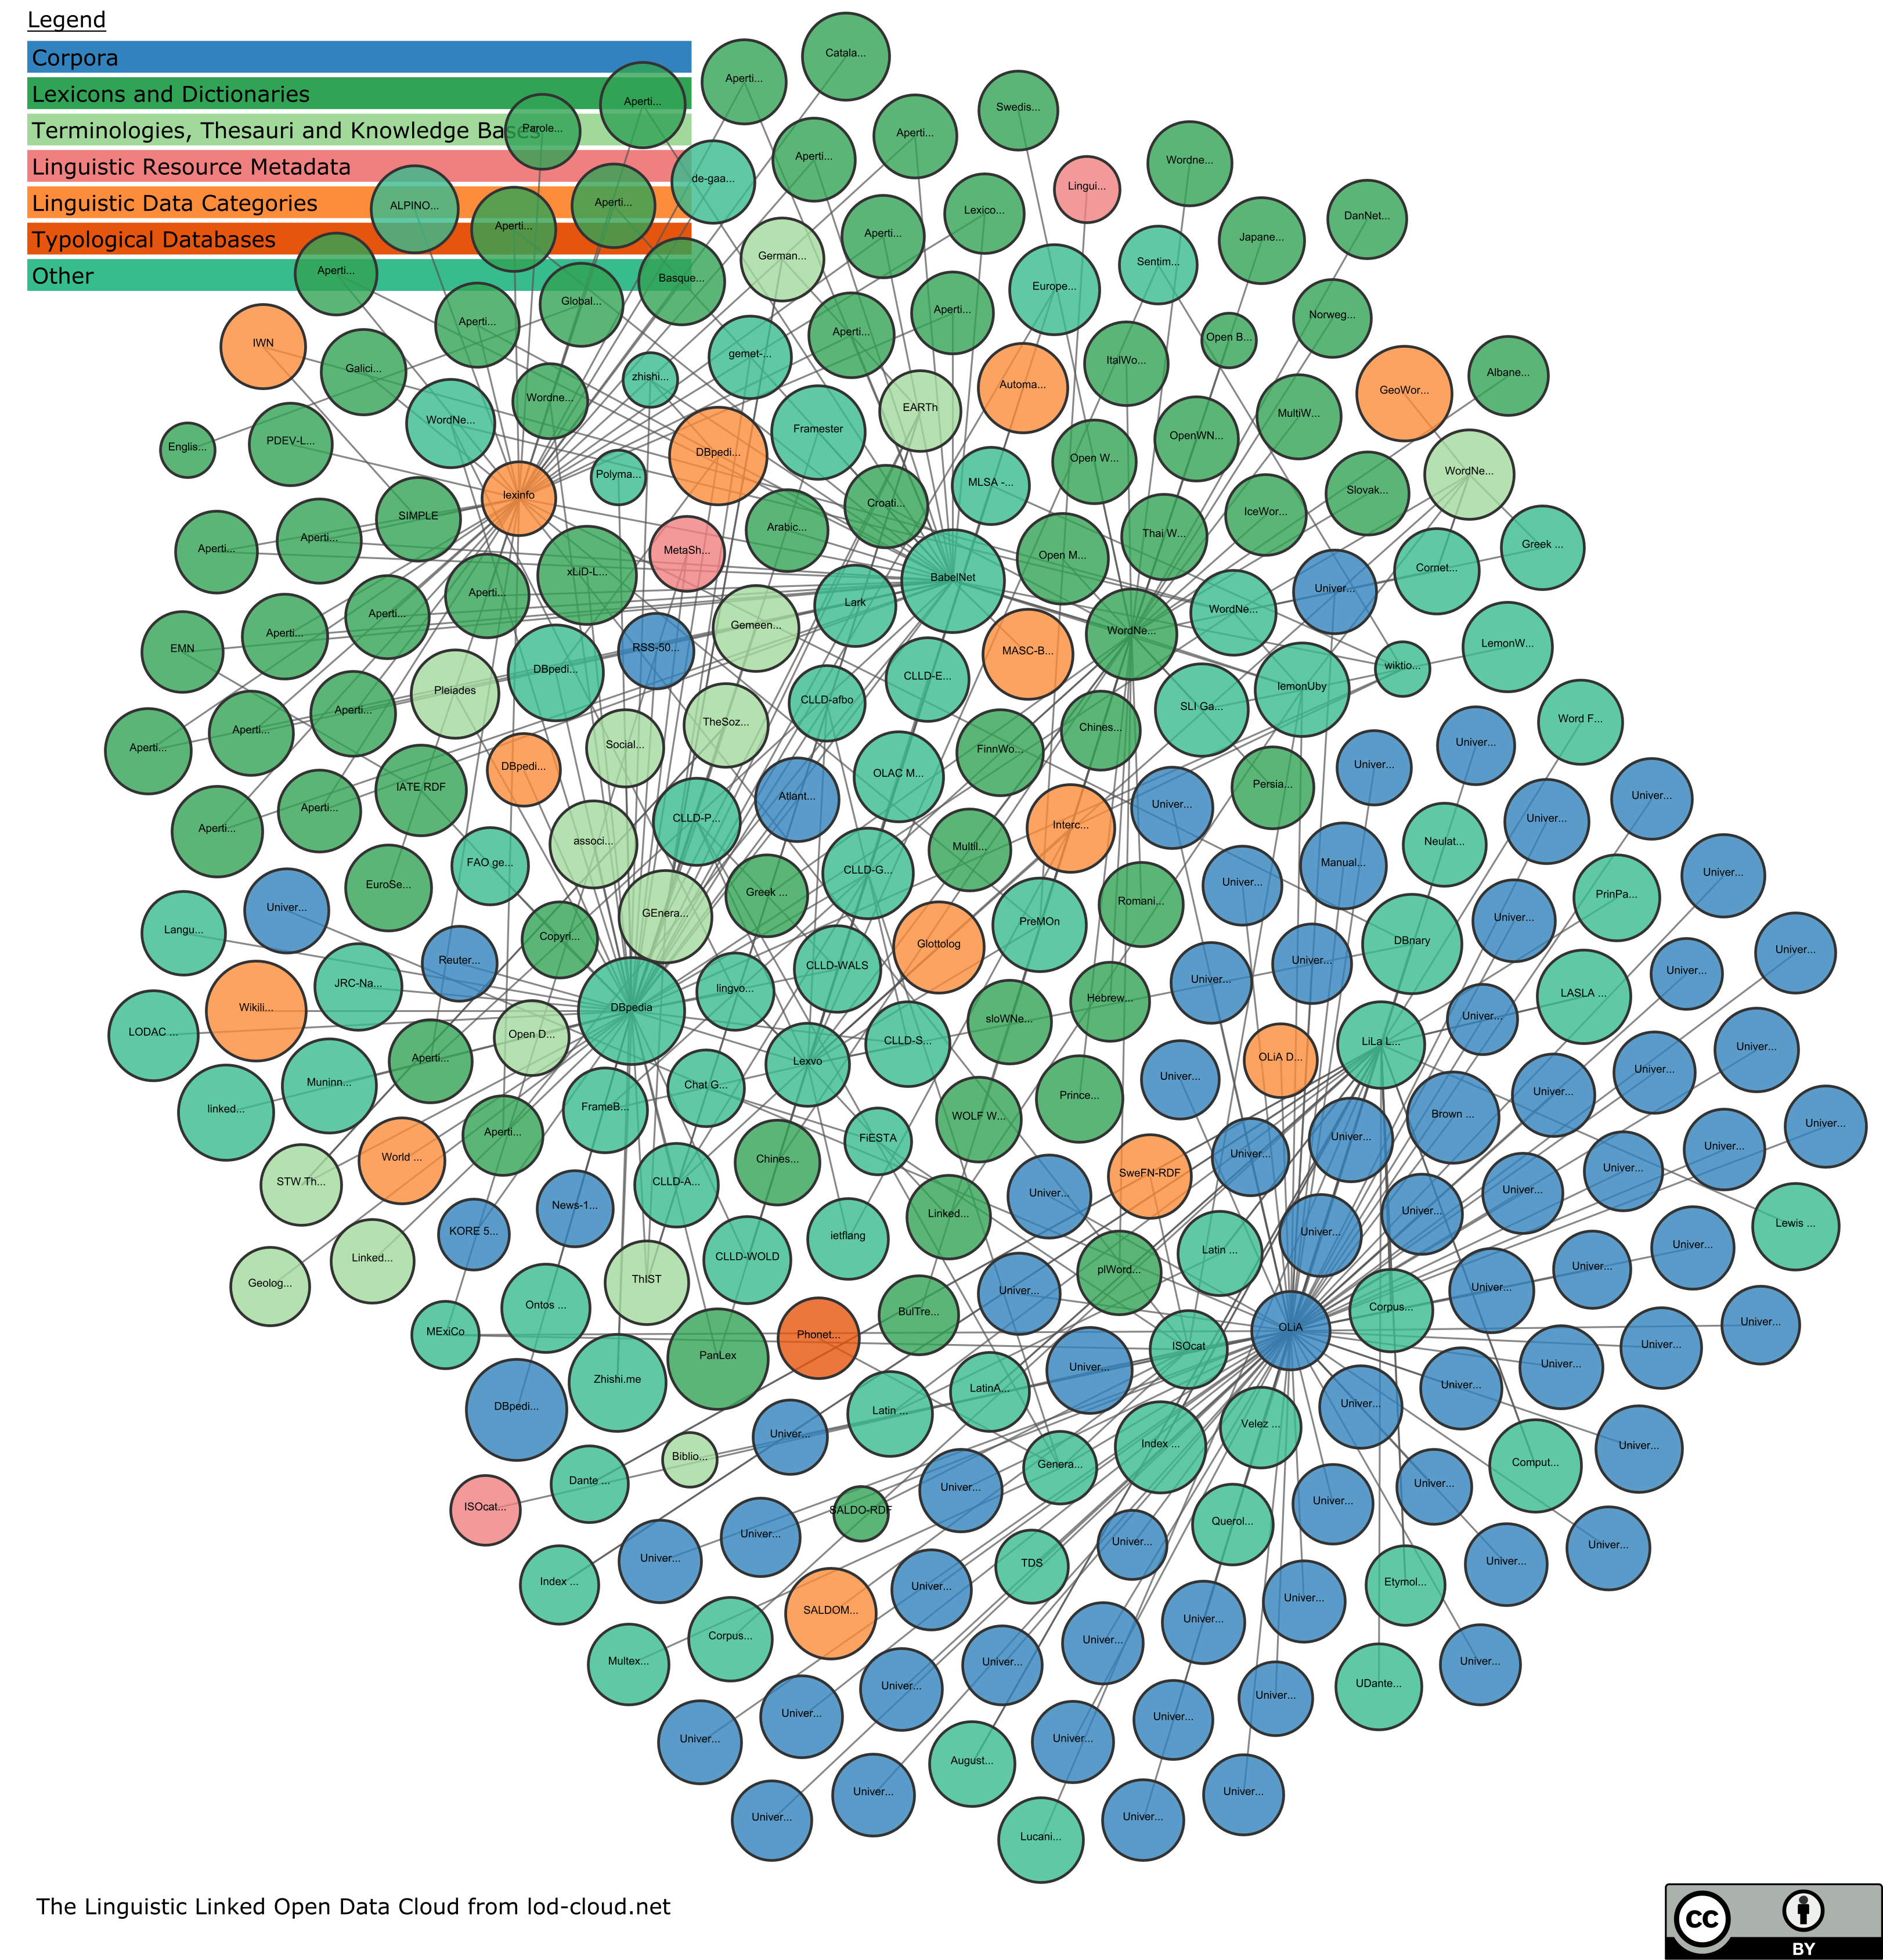 Legend
Corpora
Lexicons and Dictionaries
Terminologies, Thesauri and Knowledge Bases
Linguistic Resource Metadata
Linguistic Data Categories
Typological Databases
Other
Catala...
Aperti...
Aperti...
Swedis...
Parole...
Aperti...
Aperti...
Wordne...
de-gaa...
Lingui...
ALPINO...
Aperti...
Lexico...
DanNet...
Aperti...
Aperti...
Japane...
German...
Sentim...
Aperti...
Basque...
Europe...
Global...
Aperti...
Norweg...
Aperti...
Aperti...
Open B...
IWN
gemet-...
ItalWo...
Galici...
zhishi...
Albane...
Automa...
GeoWor...
Wordne...
EARTh
MultiW...
WordNe...
Framester
OpenWN...
PDEV-L...
Englis...
DBpedi...
Open W...
WordNe...
Polyma...
MLSA -...
Slovak...
lexinfo
Croati...
SIMPLE
IceWor...
Arabic...
Thai W...
Aperti...
Aperti...
MetaSh...
Open M...
Greek ...
xLiD-L...
BabelNet
Cornet...
Aperti...
Univer...
Lark
WordNe...
Aperti...
Gemeen...
WordNe...
Aperti...
EMN
RSS-50...
MASC-B...
LemonW...
DBpedi...
CLLD-E...
wiktio...
Pleiades
lemonUby
CLLD-afbo
SLI Ga...
Aperti...
TheSoz...
Chines...
Word F...
Aperti...
Aperti...
Social...
FinnWo...
Univer...
DBpedi...
OLAC M...
Univer...
IATE RDF
Atlant...
Persia...
Univer...
Aperti...
CLLD-P...
Univer...
Interc...
Univer...
Aperti...
associ...
Multil...
Neulat...
FAO ge...
CLLD-G...
Manual...
Univer...
EuroSe...
Greek ...
Univer...
PrinPa...
Romani...
Univer...
GEnera...
PreMOn
Univer...
Langu...
Copyri...
Glottolog
DBnary
Univer...
Reuter...
CLLD-WALS
Univer...
Univer...
Univer...
JRC-Na...
lingvo...
LASLA ...
Wikili...
DBpedia
Hebrew...
sloWNe...
Univer...
LODAC ...
Open D...
CLLD-S...
LiLa L...
Aperti...
Lexvo
OLiA D...
Univer...
Muninn...
Chat G...
Univer...
Univer...
Univer...
Prince...
linked...
FrameB...
WOLF W...
Brown ...
Univer...
Aperti...
FiESTA
Univer...
Univer...
World ...
Chines...
Univer...
SweFN-RDF
Univer...
STW Th...
CLLD-A...
Univer...
Univer...
News-1...
Linked...
Univer...
Lewis ...
KORE 5...
ietflang
Univer...
Latin ...
Univer...
Linked...
CLLD-WOLD
Univer...
plWord...
Geolog...
ThIST
Univer...
Univer...
Ontos ...
Corpus...
BulTre...
Univer...
OLiA
MExiCo
Phonet...
ISOcat
Univer...
PanLex
Univer...
Univer...
Zhishi.me
LatinA...
Univer...
DBpedi...
Latin ...
Univer...
Velez ...
Univer...
Univer...
Index ...
Biblio...
Genera...
Comput...
Dante ...
Univer...
Univer...
ISOcat...
SALDO-RDF
Univer...
Querol...
Univer...
Univer...
Univer...
Univer...
Univer...
TDS
Index ...
Univer...
Etymol...
Univer...
SALDOM...
Univer...
Corpus...
Univer...
Multex...
Univer...
Univer...
Univer...
UDante...
Univer...
Univer...
Univer...
Univer...
Univer...
August...
Univer...
Univer...
Univer...
Univer...
Lucani...
The Linguistic Linked Open Data Cloud from lod-cloud.net
cc
BY